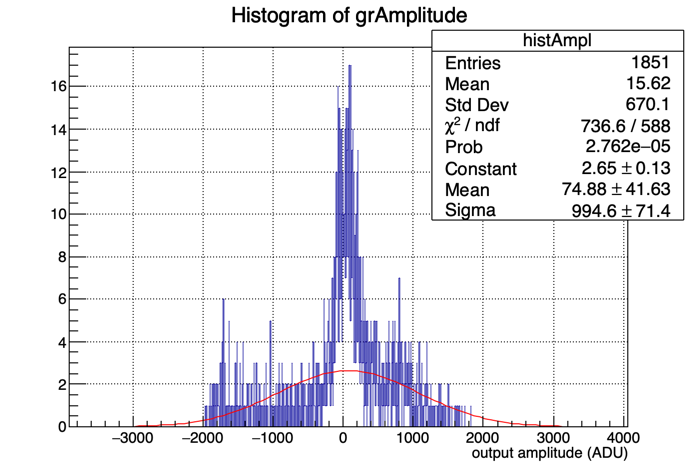 Histogram of grAmplitude
histAmpl
Entries 1851
Mean 15.62
Std Dev 670.1
χ² / ndf 736.6 / 588
Prob 2.762e−05
Constant 2.65 ± 0.13
Mean 74.88 ± 41.63
Sigma 994.6 ± 71.4
16
14
12
10
8
6
4
2
0
−3000 −2000 −1000 0 1000 2000 3000 4000
output amplitude (ADU)